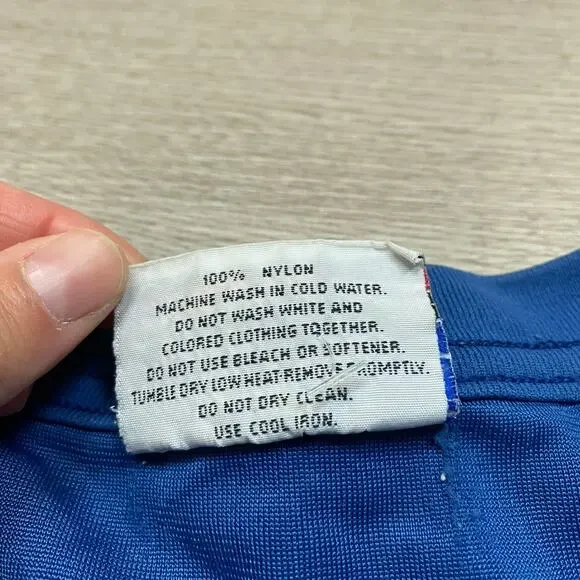 100% NYLON
MACHINE WASH IN COLD WATER.
DO NOT WASH WHITE AND
COLORED CLOTHING TOGETHER.
DO NOT USE BLEACH OR SOFTENER.
TUMBLE DRY LOW HEAT REMOVE PROMPTLY.
DO NOT DRY CLEAN.
USE COOL IRON.